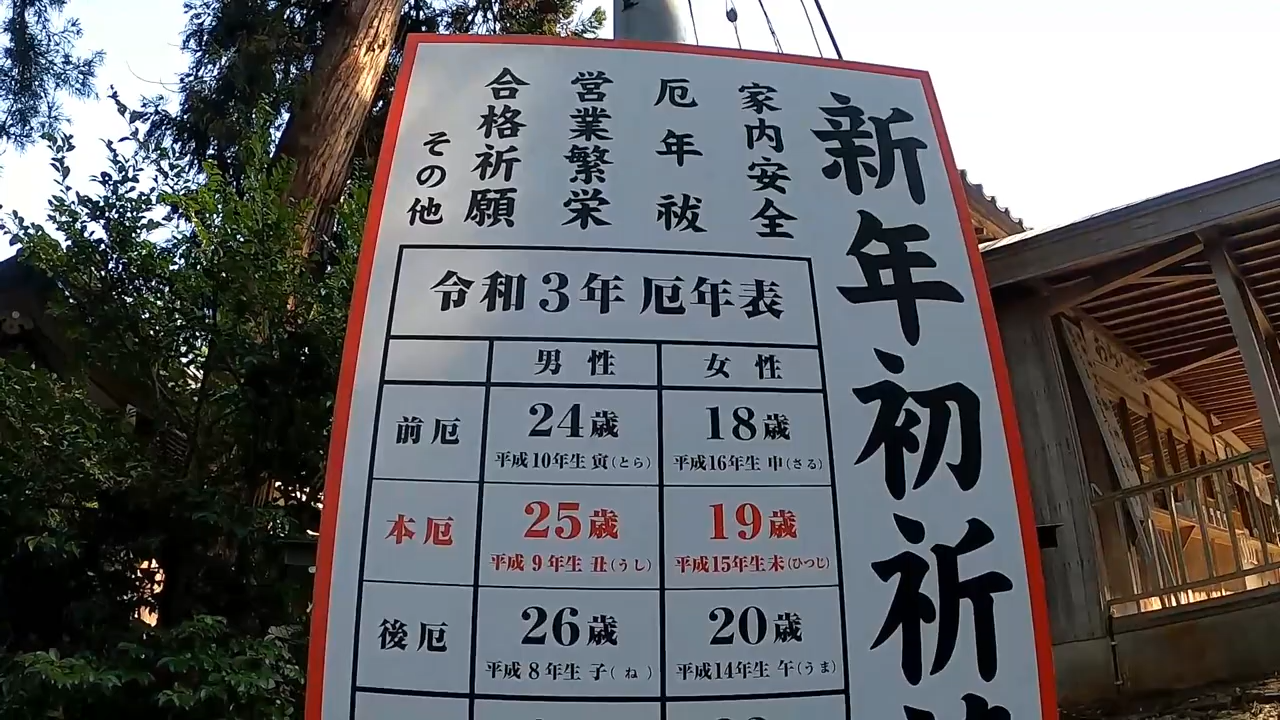 新年初祈
家内安全
厄年祓
営業繁栄
合格祈願
その他
令和3年 厄年表
男性 女性
前厄 24歳 18歳
平成10年生 寅(とら) 平成16年生 申(さる)
本厄 25歳 19歳
平成9年生 丑(うし) 平成15年生 未(ひつじ)
後厄 26歳 20歳
平成8年生 子(ね) 平成14年生 午(うま)